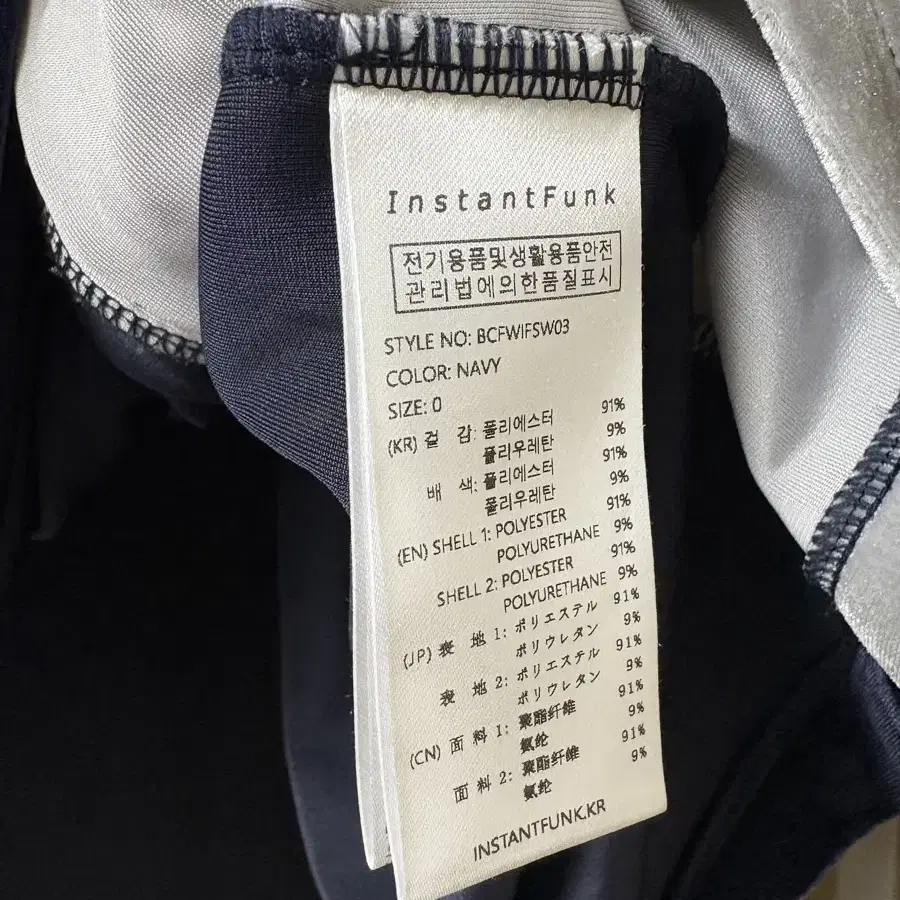 InstantFunk
전기용품및생활용품안전
관리법에의한품질표시
STYLE NO: BCFWIFSW03
COLOR: NAVY
SIZE: 0
(KR) 겉 감: 폴리에스터 91%
폴리우레탄 9%
배 색: 폴리에스터 91%
폴리우레탄 9%
(EN) SHELL 1: POLYESTER 91%
POLYURETHANE 9%
SHELL 2: POLYESTER 91%
POLYURETHANE 9%
(JP) 表 地 1: ポリエステル 91%
ポリウレタン 9%
表 地 2: ポリエステル 91%
ポリウレタン 9%
(CN) 面 料 1: 聚酯纤维 91%
氨纶 9%
面 料 2: 聚酯纤维 91%
氨纶 9%
INSTANTFUNK.KR